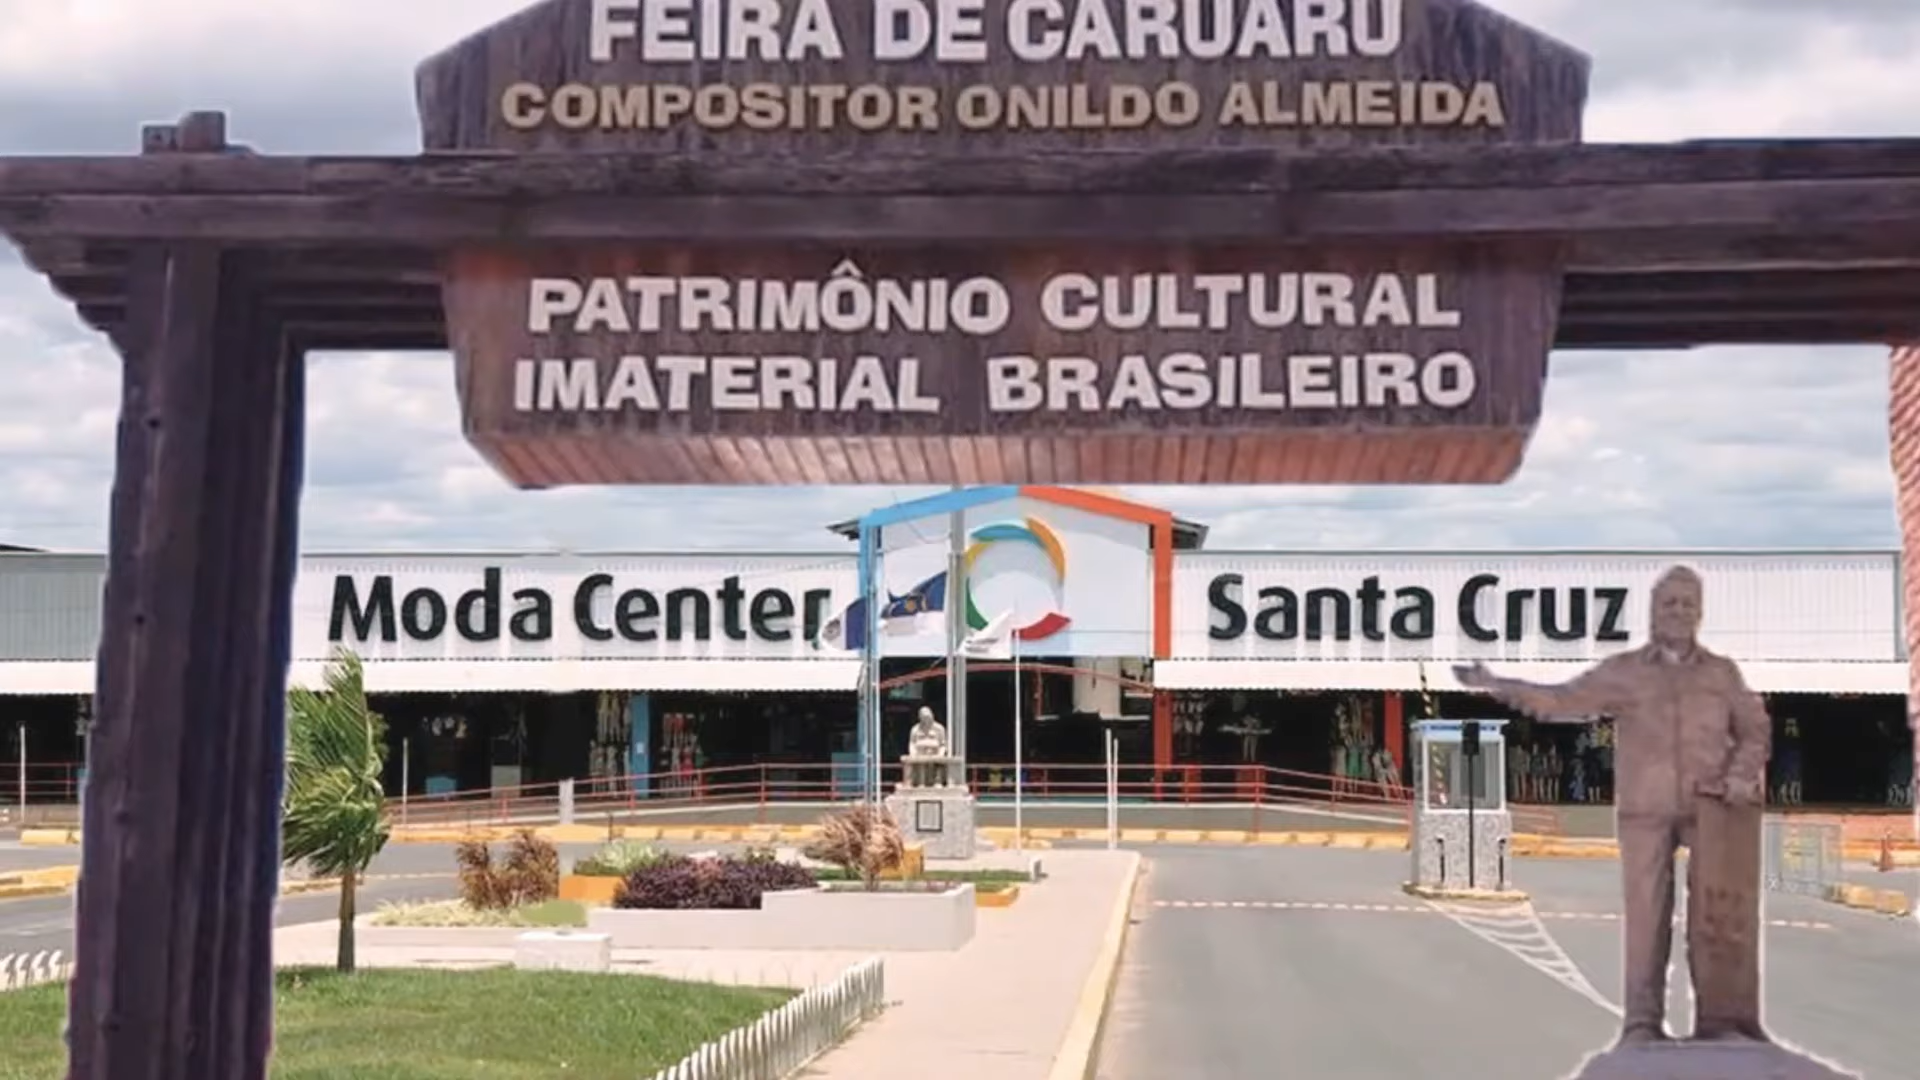 FEIRA DE CARUARU
COMPOSITOR ONILDO ALMEIDA
PATRIMÔNIO CULTURAL
IMATERIAL BRASILEIRO
Moda Center Santa Cruz